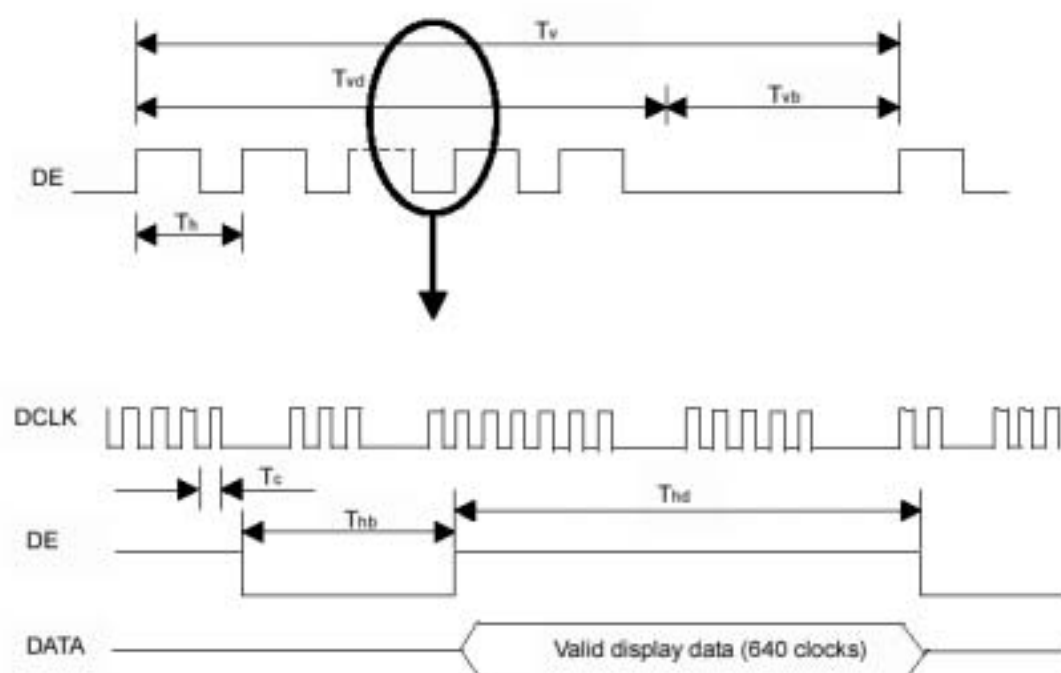 Tv
Tvd
Tvb
DE
Th
DCLK
Tc
Thb
Thd
DE
DATA
Valid display data (640 clocks)